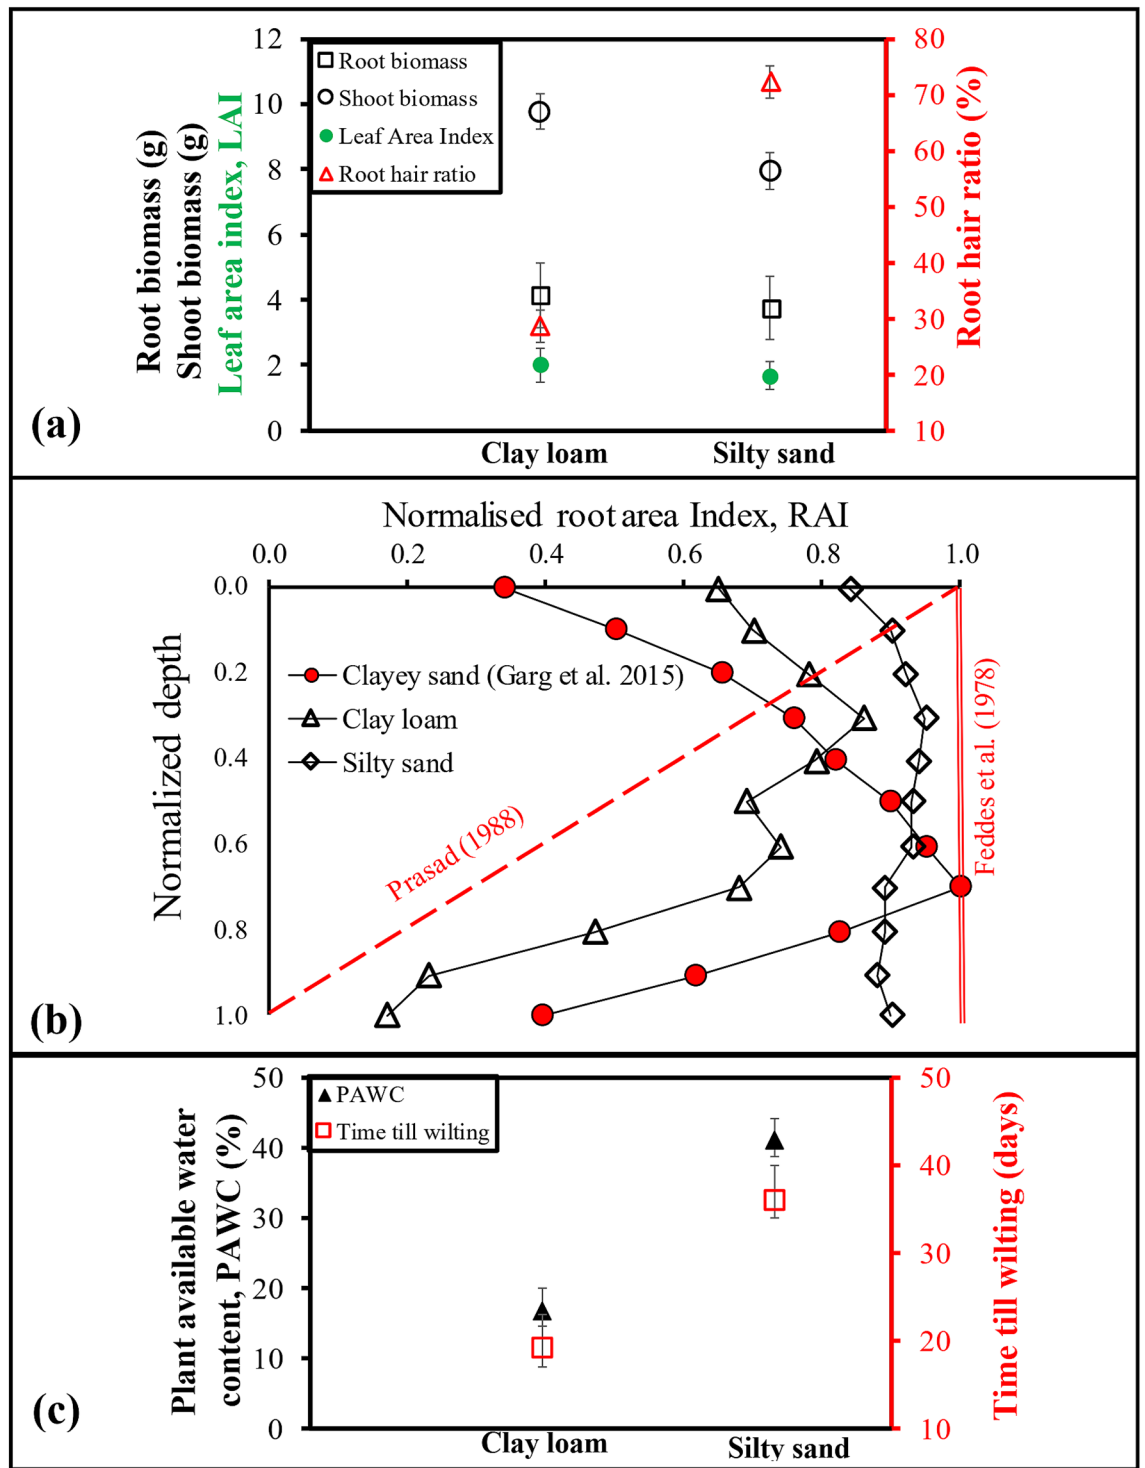 12
10
8
6
4
2
0
Root biomass (g)
Shoot biomass (g)
Leaf area index, LAI
Root biomass
Shoot biomass
Leaf Area Index
Root hair ratio
80
70
60
50
40
30
20
10
Root hair ratio (%)
Clay loam
Silty sand
(a)
Normalised root area Index, RAI
0.0
0.2
0.4
0.6
0.8
1.0
0.0
0.2
0.4
0.6
0.8
1.0
Normalized depth
Clayey sand (Garg et al. 2015)
Clay loam
Silty sand
Prasad (1988)
Feddes et al. (1978)
(b)
50
40
30
20
10
0
Plant available water
content, PAWC (%)
PAWC
Time till wilting
50
40
30
20
10
Time till wilting (days)
Clay loam
Silty sand
(c)